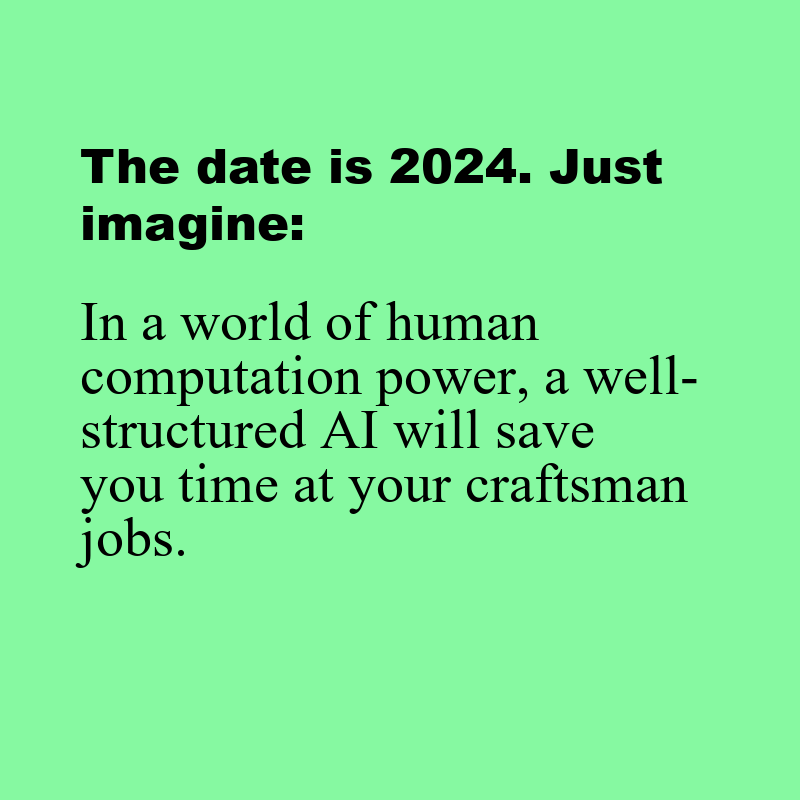 The date is 2024. Just
imagine:
In a world of human
computation power, a well-
structured AI will save
you time at your craftsman
jobs.